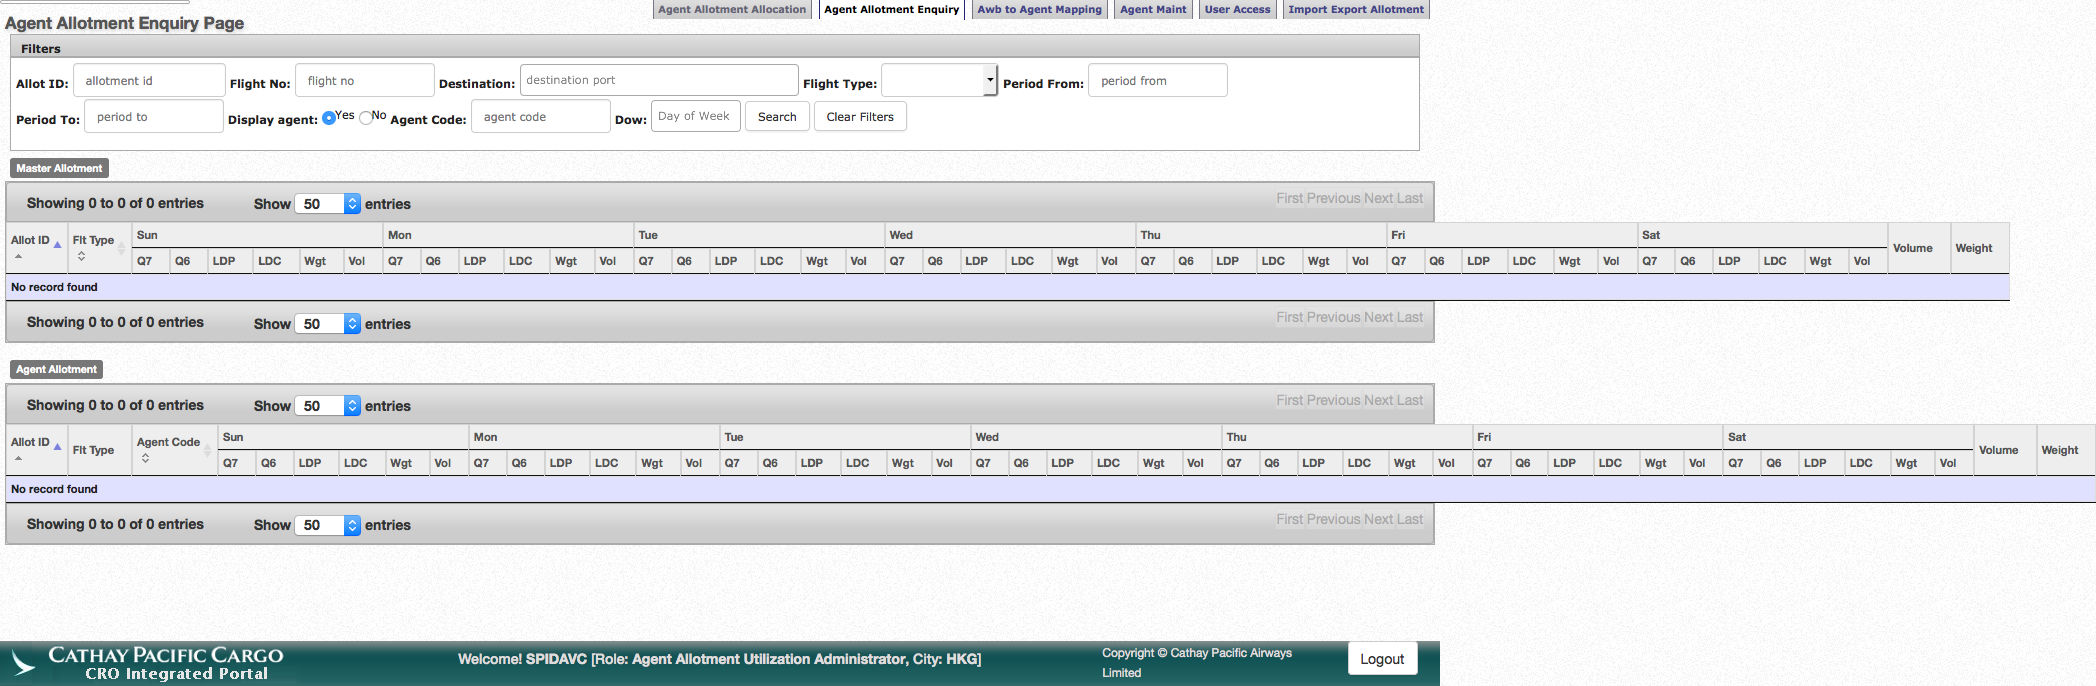 Agent Allotment Allocation Agent Allotment Enquiry Awb to Agent Mapping Agent Maint User Access Import Export Allotment
Agent Allotment Enquiry Page
Filters
Allot ID: allotment id Flight No: flight no Destination: destination port Flight Type: Period From: period from
Period To: period to Display agent: Yes No Agent Code: agent code Dow: Day of Week Search Clear Filters
Master Allotment
Showing 0 to 0 of 0 entries Show 50 entries First Previous Next Last
Allot ID Flt Type Sun Mon Tue Wed Thu Fri Sat Volume Weight
Q7 Q6 LDP LDC Wgt Vol Q7 Q6 LDP LDC Wgt Vol Q7 Q6 LDP LDC Wgt Vol Q7 Q6 LDP LDC Wgt Vol Q7 Q6 LDP LDC Wgt Vol Q7 Q6 LDP LDC Wgt Vol Q7 Q6 LDP LDC Wgt Vol
No record found
Showing 0 to 0 of 0 entries Show 50 entries First Previous Next Last
Agent Allotment
Showing 0 to 0 of 0 entries Show 50 entries First Previous Next Last
Allot ID Flt Type Agent Code Sun Mon Tue Wed Thu Fri Sat Volume Weight
Q7 Q6 LDP LDC Wgt Vol Q7 Q6 LDP LDC Wgt Vol Q7 Q6 LDP LDC Wgt Vol Q7 Q6 LDP LDC Wgt Vol Q7 Q6 LDP LDC Wgt Vol Q7 Q6 LDP LDC Wgt Vol Q7 Q6 LDP LDC Wgt Vol
No record found
Showing 0 to 0 of 0 entries Show 50 entries First Previous Next Last
CATHAY PACIFIC CARGO
CRO Integrated Portal
Welcome! SPIDAVC [Role: Agent Allotment Utilization Administrator, City: HKG]
Copyright © Cathay Pacific Airways
Limited
Logout